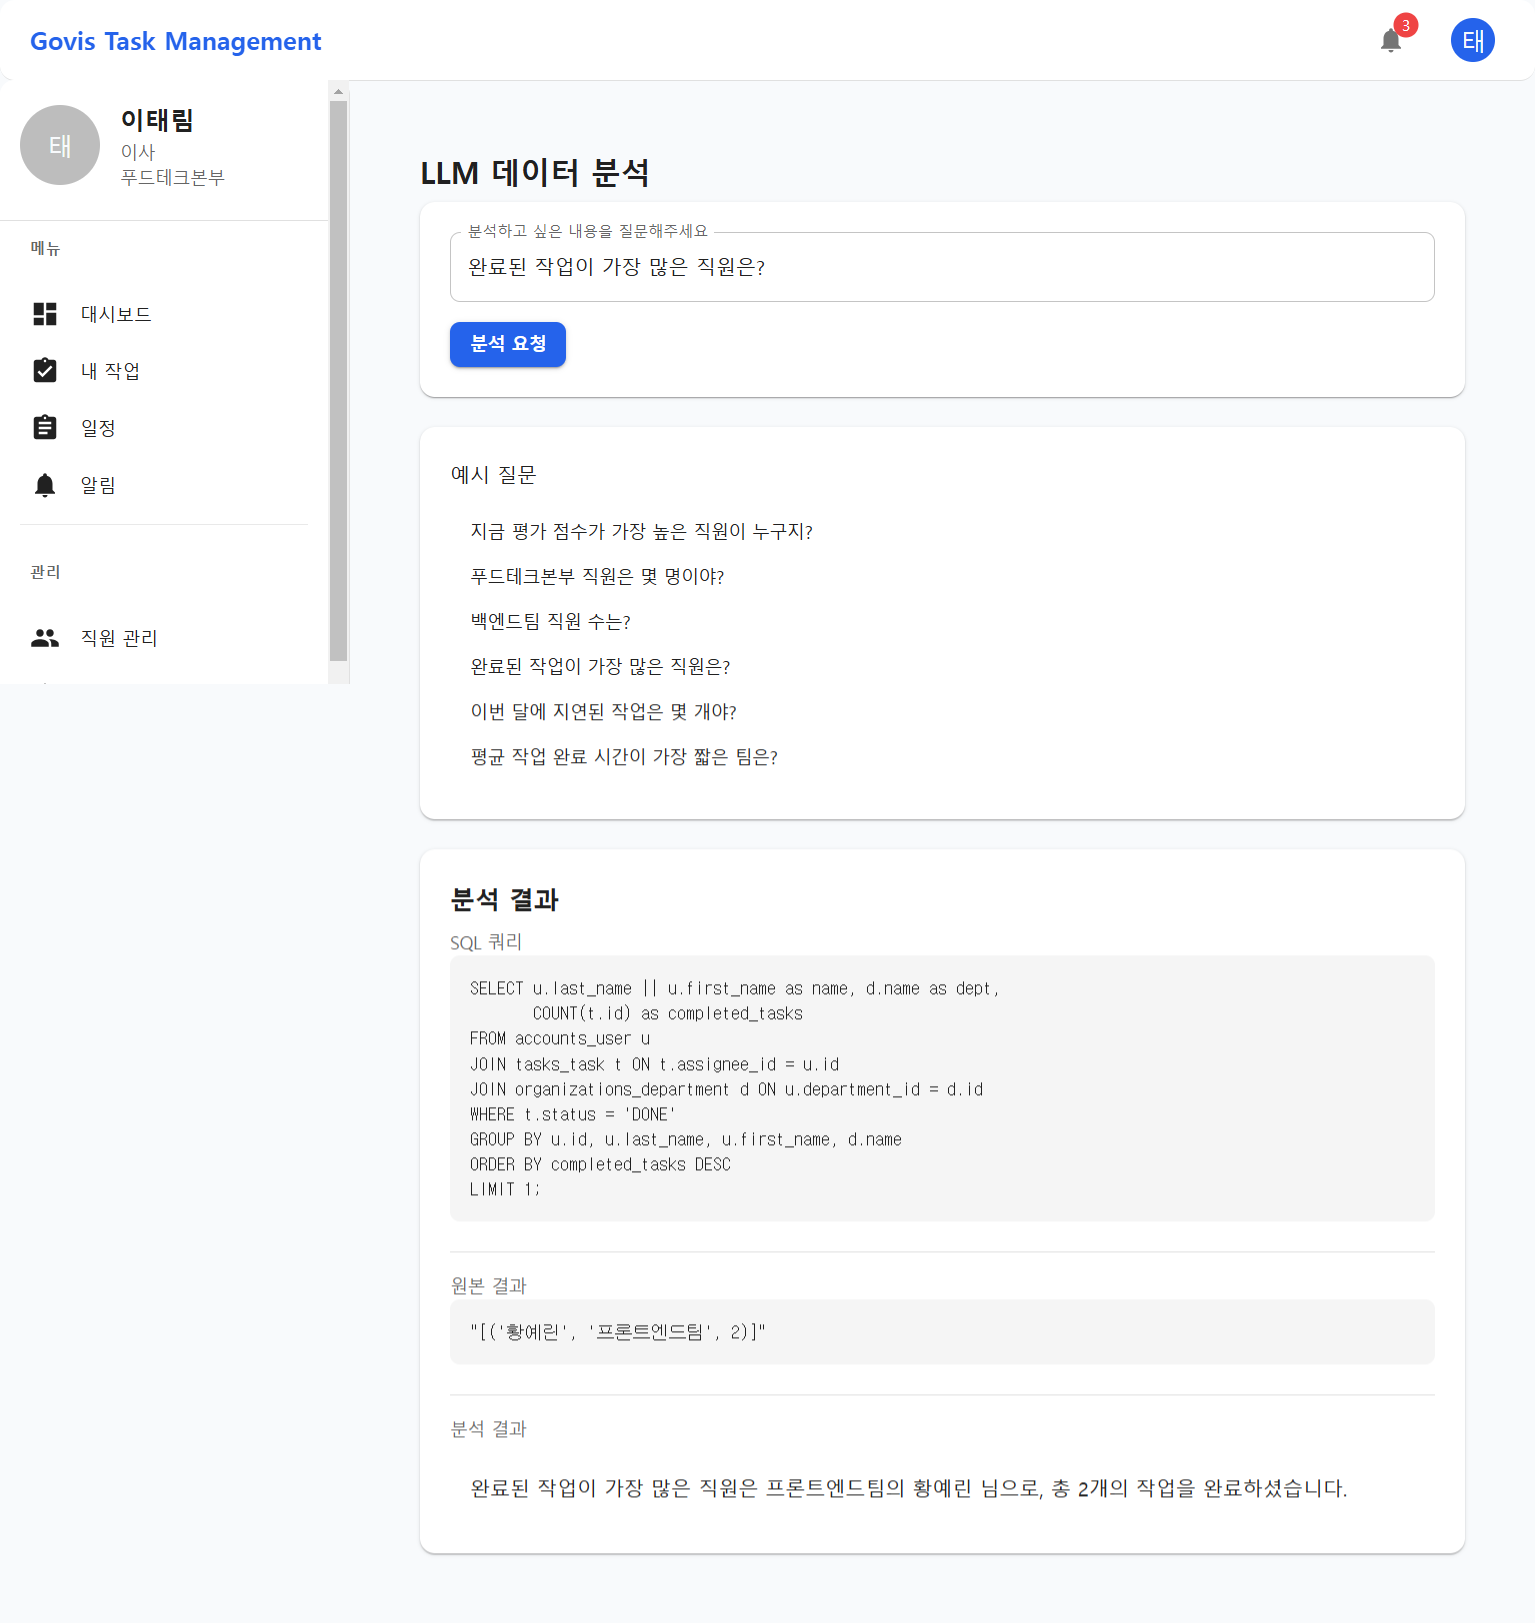 Govis Task Management
3
태
태
이태림
이사
푸드테크본부
메뉴
대시보드
내 작업
일정
알림
관리
직원 관리
LLM 데이터 분석
분석하고 싶은 내용을 질문해주세요
완료된 작업이 가장 많은 직원은?
분석 요청
예시 질문
지금 평가 점수가 가장 높은 직원이 누구지?
푸드테크본부 직원은 몇 명이야?
백엔드팀 직원 수는?
완료된 작업이 가장 많은 직원은?
이번 달에 지연된 작업은 몇 개야?
평균 작업 완료 시간이 가장 짧은 팀은?
분석 결과
SQL 쿼리
SELECT u.last_name || u.first_name as name, d.name as dept,
COUNT(t.id) as completed_tasks
FROM accounts_user u
JOIN tasks_task t ON t.assignee_id = u.id
JOIN organizations_department d ON u.department_id = d.id
WHERE t.status = 'DONE'
GROUP BY u.id, u.last_name, u.first_name, d.name
ORDER BY completed_tasks DESC
LIMIT 1;
원본 결과
"[('황예린', '프론트엔드팀', 2)]"
분석 결과
완료된 작업이 가장 많은 직원은 프론트엔드팀의 황예린 님으로, 총 2개의 작업을 완료하셨습니다.